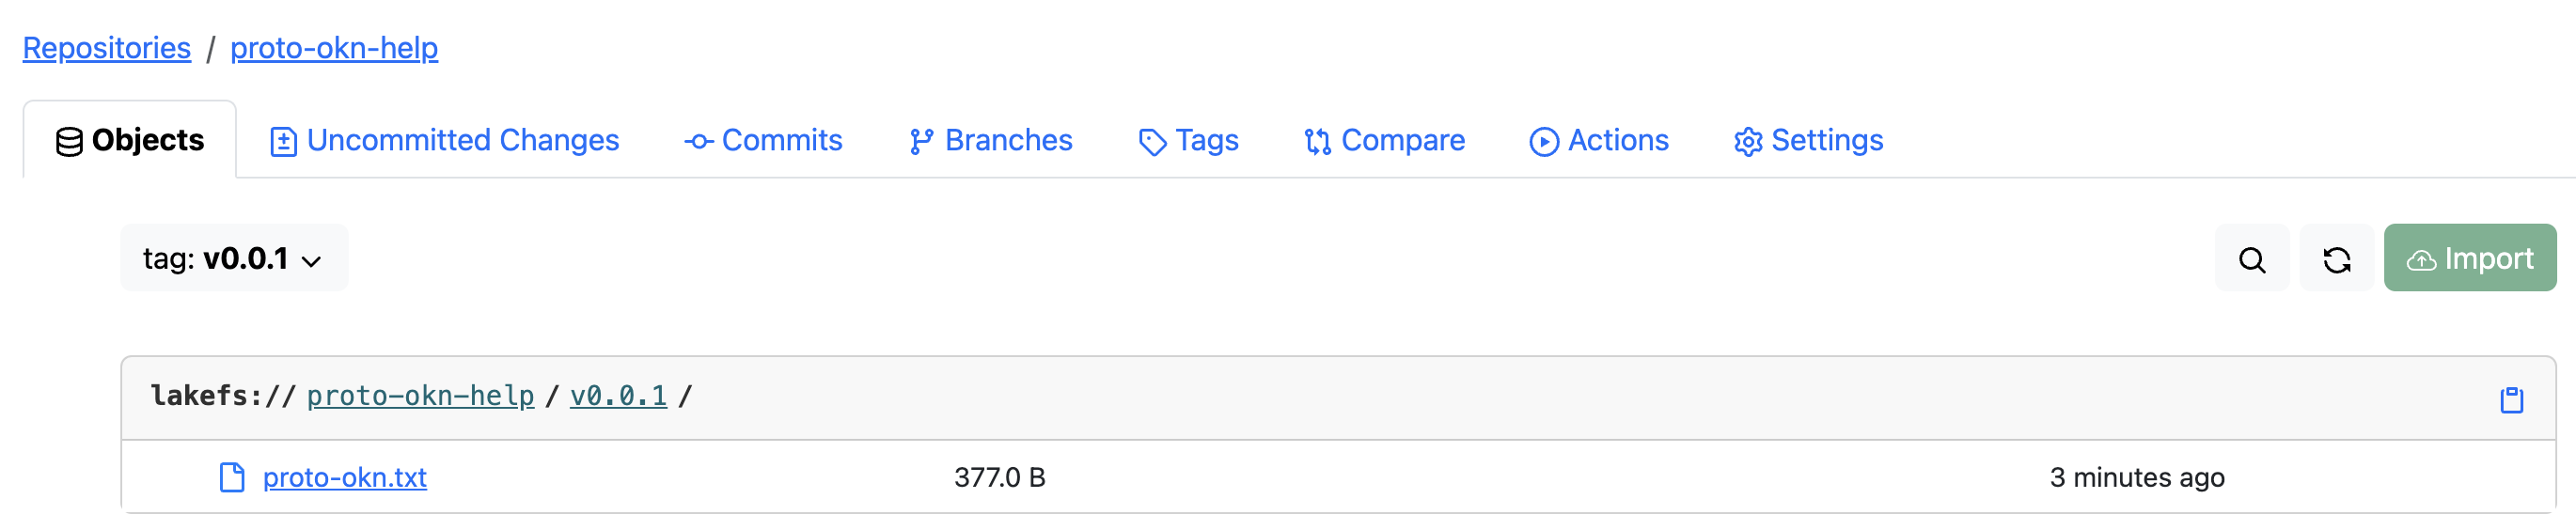 Repositories / proto-okn-help
Objects Uncommitted Changes Commits Branches Tags Compare Actions Settings
tag: v0.0.1 Import
lakefs:// proto-okn-help / v0.0.1 /
proto-okn.txt 377.0 B 3 minutes ago